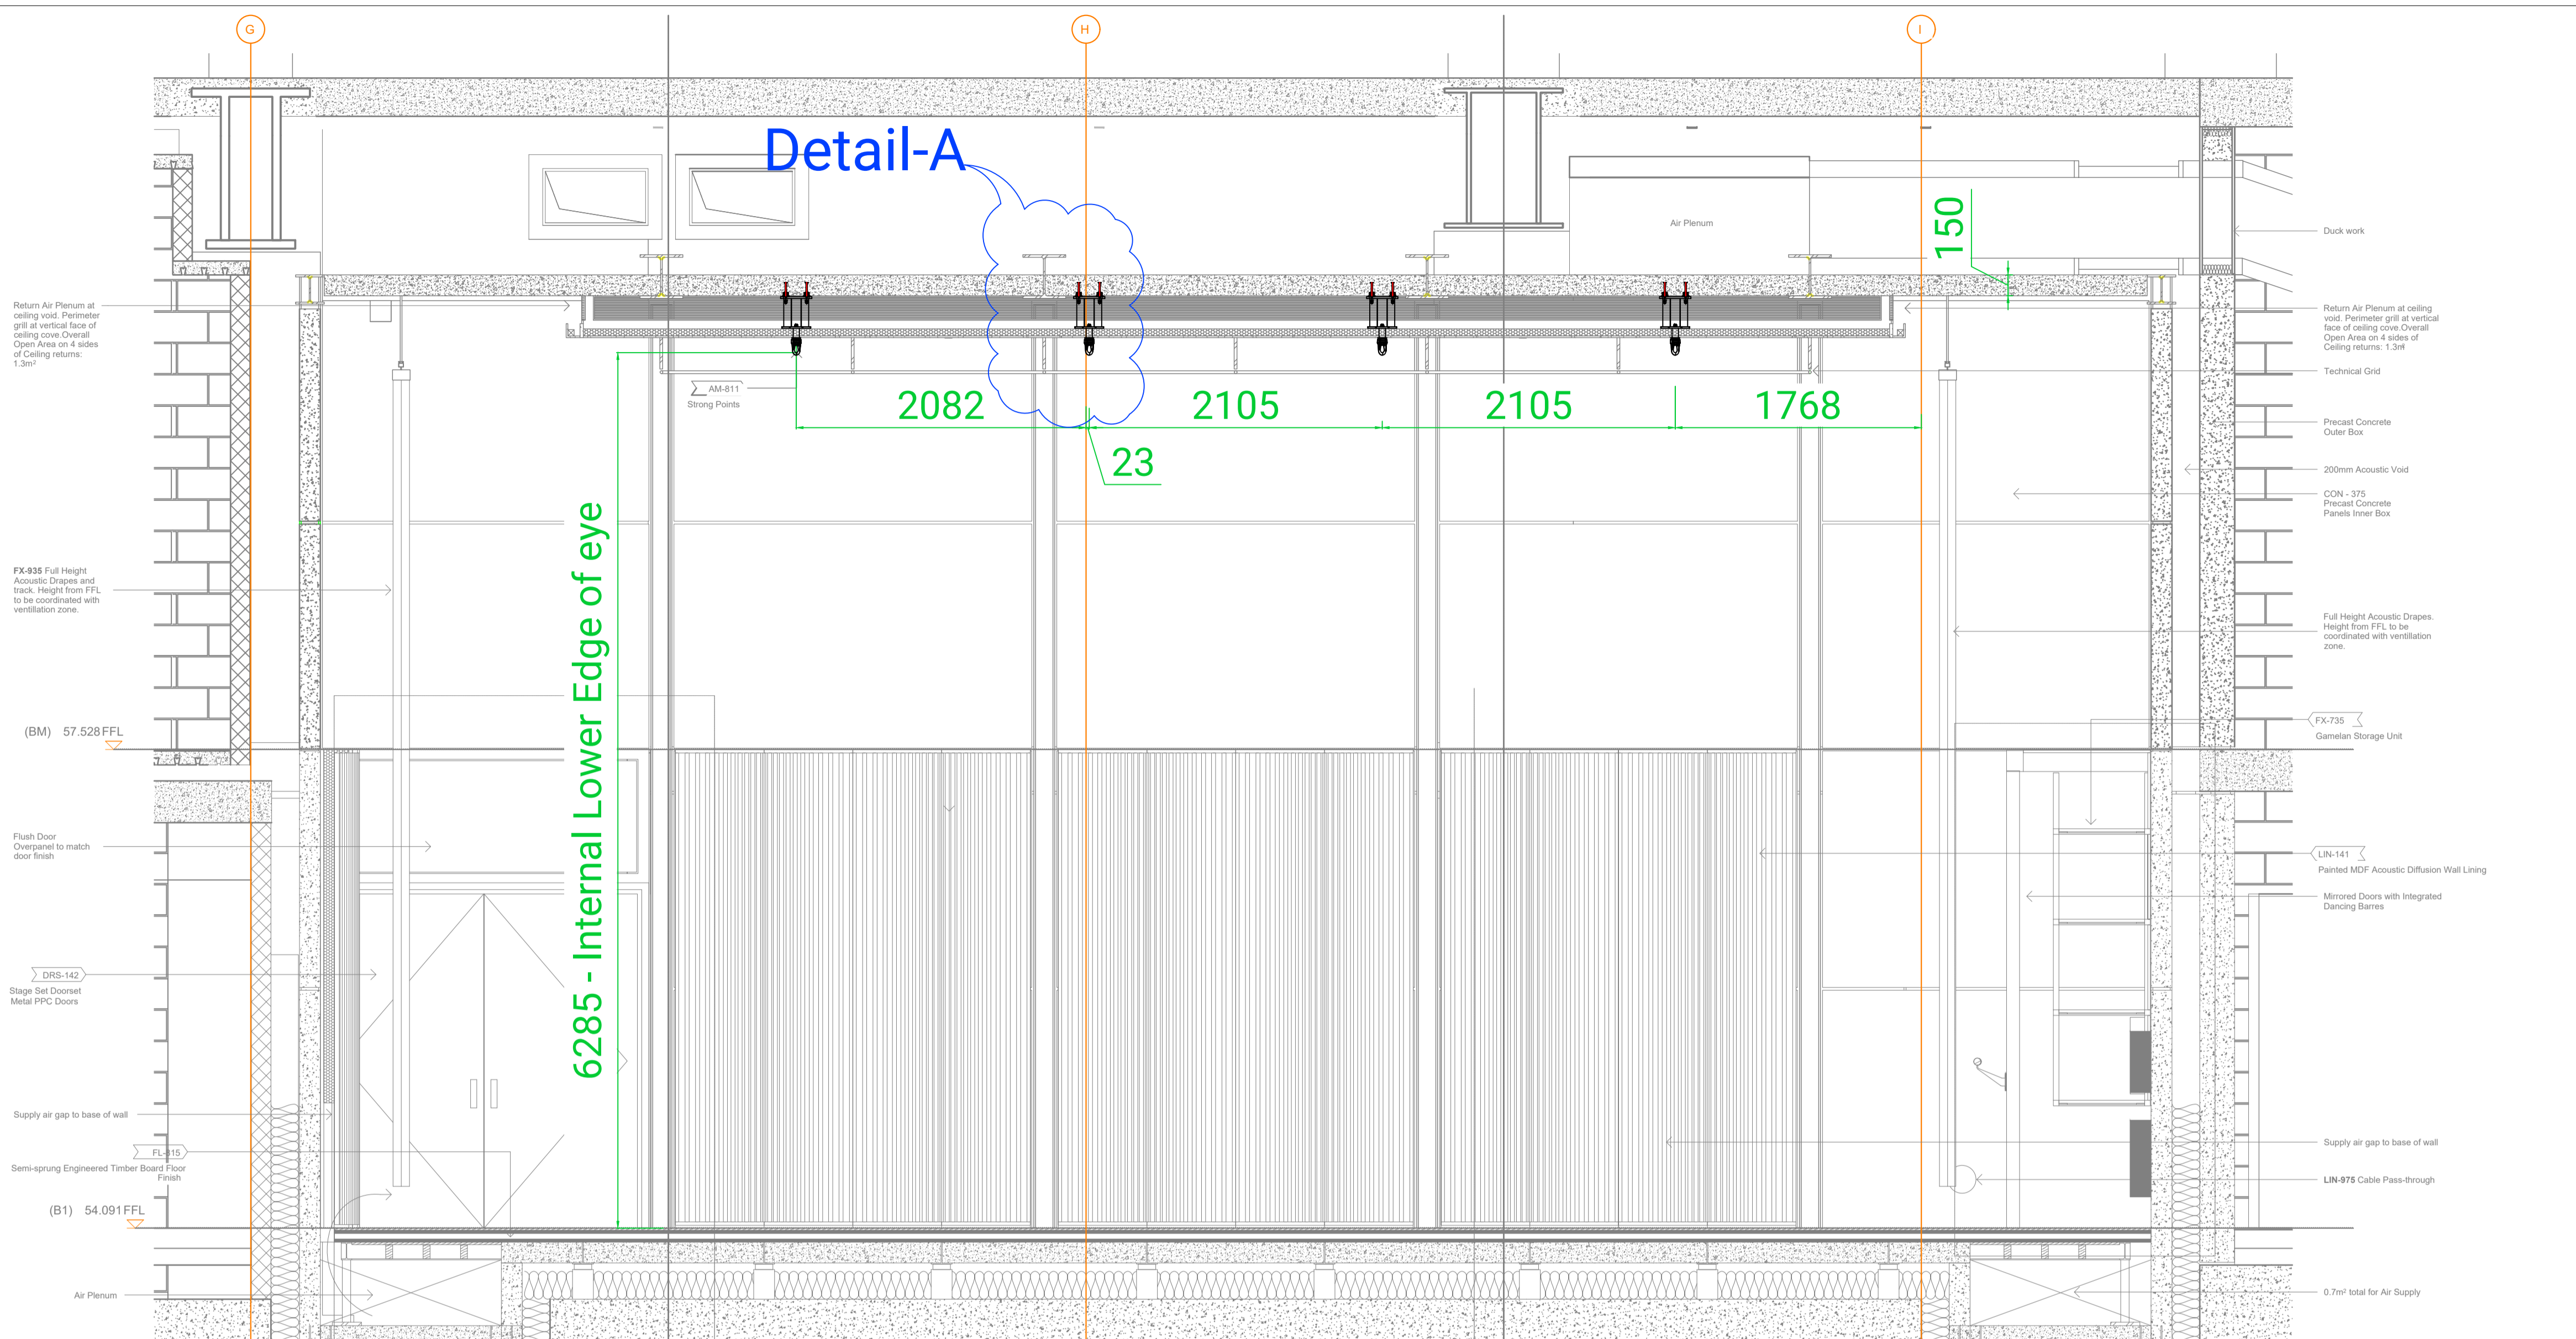 G
H
I
Detail-A
Air Plenum
150
Duck work
Return Air Plenum at
ceiling void. Perimeter
grill at vertical face of
ceiling cove.Overall
Open Area on 4 sides
of Ceiling returns:
1.3m²
Return Air Plenum at ceiling
void. Perimeter grill at vertical
face of ceiling cove.Overall
Open Area on 4 sides of
Ceiling returns: 1.3m²
Technical Grid
AM-811
Strong Points
2082
2105
2105
1768
23
Precast Concrete
Outer Box
200mm Acoustic Void
CON - 375
Precast Concrete
Panels Inner Box
6285 - Internal Lower Edge of eye
FX-935 Full Height
Acoustic Drapes and
track. Height from FFL
to be coordinated with
ventillation zone.
Full Height Acoustic Drapes.
Height from FFL to be
coordinated with ventillation
zone.
(BM) 57.528FFL
FX-735
Gamelan Storage Unit
Flush Door
Overpanel to match
door finish
LIN-141
Painted MDF Acoustic Diffusion Wall Lining
Mirrored Doors with Integrated
Dancing Barres
DRS-142
Stage Set Doorset
Metal PPC Doors
Supply air gap to base of wall
Supply air gap to base of wall
FL-815
Semi-sprung Engineered Timber Board Floor
Finish
LIN-975 Cable Pass-through
(B1) 54.091FFL
Air Plenum
0.7m² total for Air Supply